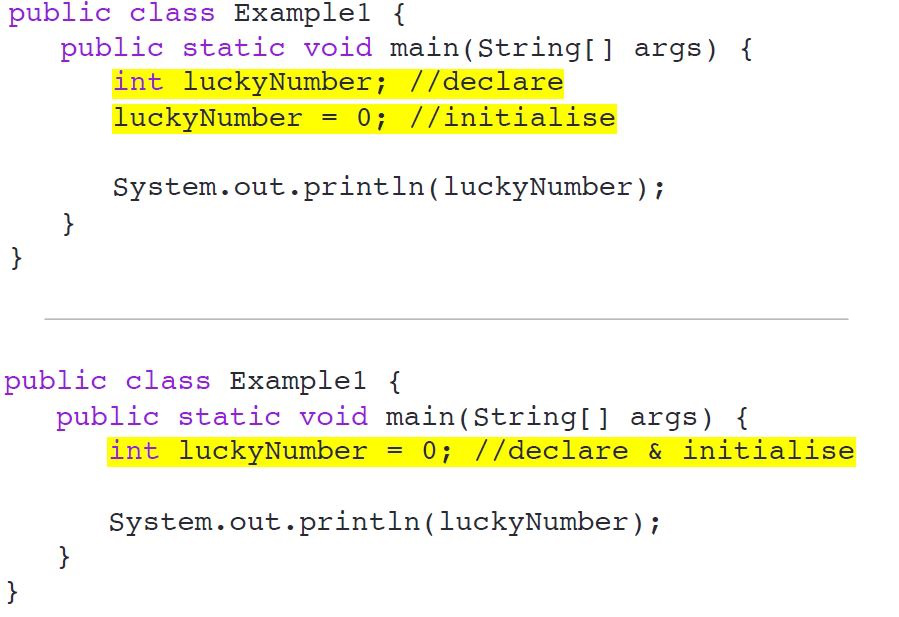 public class Example1 {
public static void main(String[] args) {
int luckyNumber; //declare
luckyNumber = 0; //initialise
System.out.println(luckyNumber);
}
}
public class Example1 {
public static void main(String[] args) {
int luckyNumber = 0; //declare & initialise
System.out.println(luckyNumber);
}
}